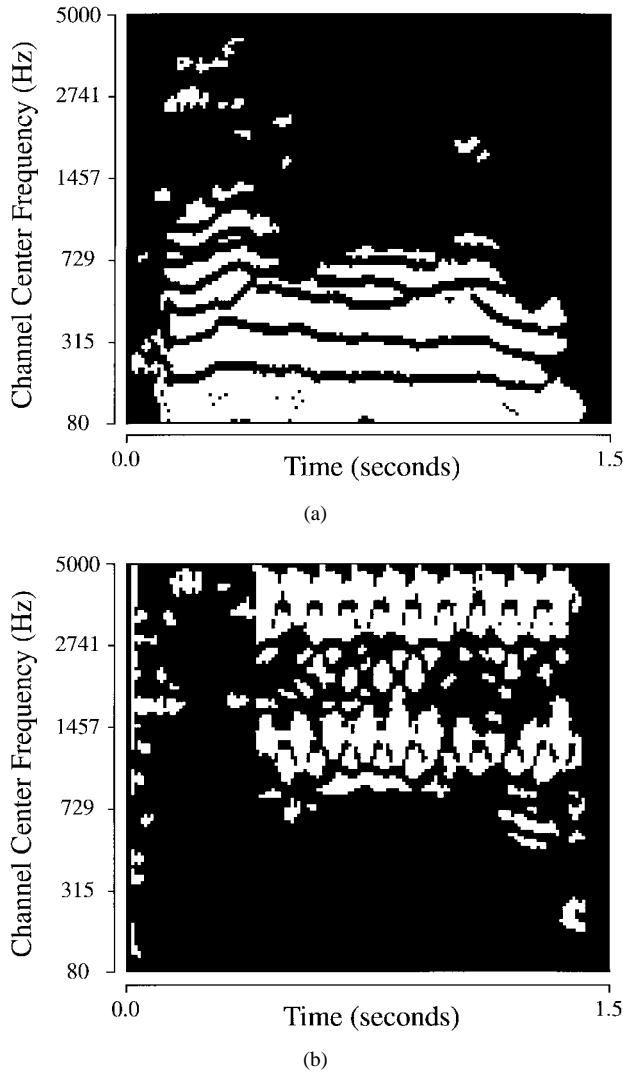 5000
2741
1457
729
315
80
Channel Center Frequency (Hz)
0.0
1.5
Time (seconds)
(a)
5000
2741
1457
729
315
80
Channel Center Frequency (Hz)
0.0
1.5
Time (seconds)
(b)